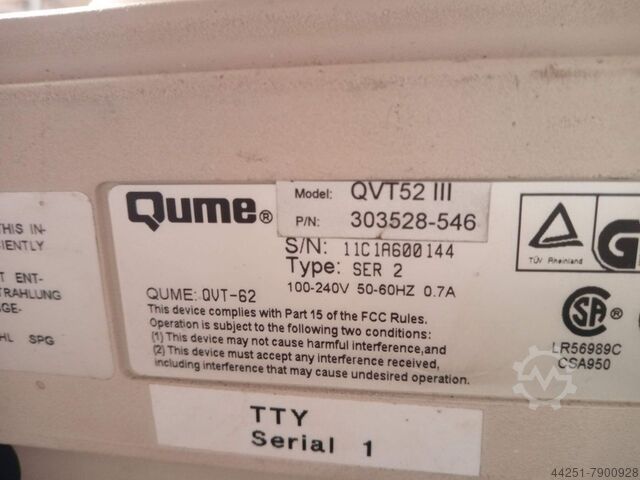 Qume®
Model: QVT52 III
P/N: 303528-546
S/N: 11C1A600144
Type: SER 2
QUME: QVT-62
100-240V 50-60HZ 0.7A
This device complies with Part 15 of the FCC Rules.
Operation is subject to the following two conditions:
(1) This device may not cause harmful interference,and
(2) This device must accept any interference received,
including interference that may cause undesired operation.
THIS IN-
CIENTLY
T ENT-
TRAHLUNG
AGE-
HL SPG
TÜV Rheinland
G
SA
LR56989C
CSA950
TTY
Serial 1
44251-7900928